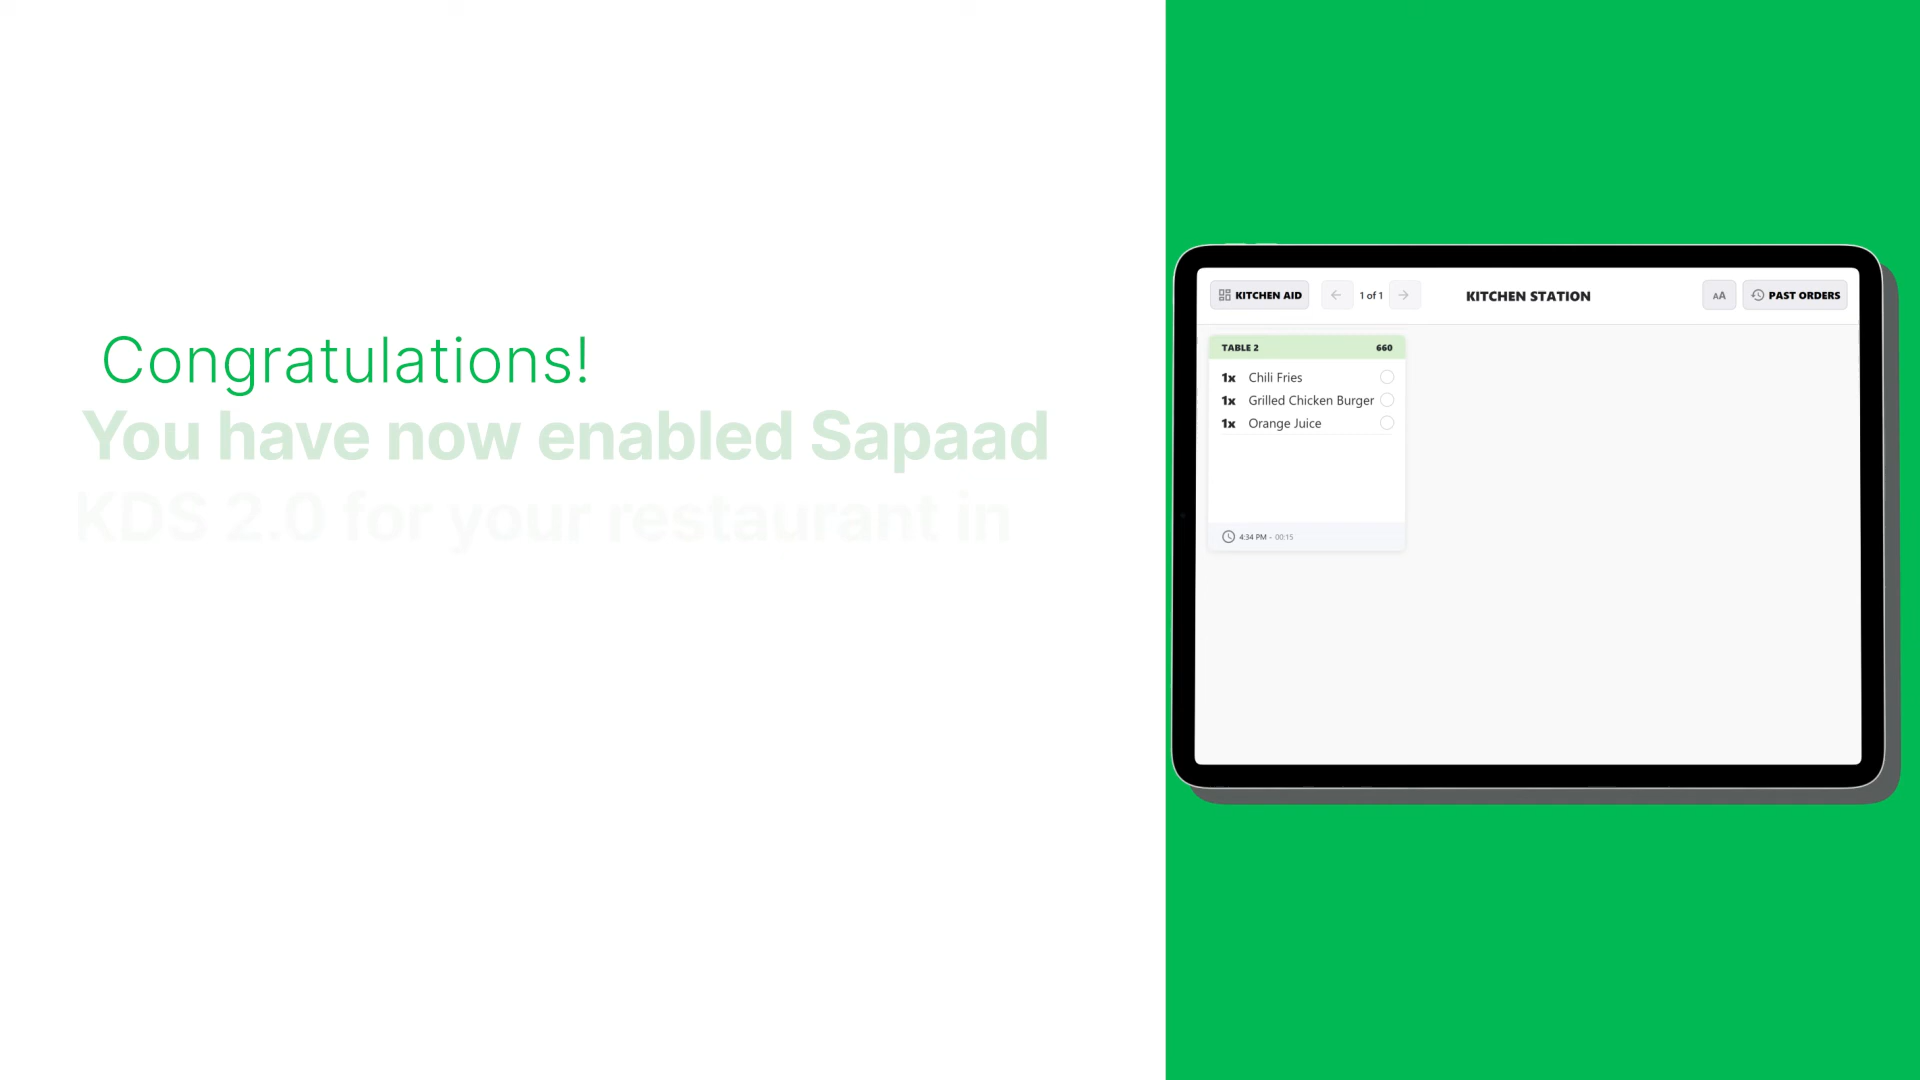 Congratulations!
You have now enabled Sapaad
KDS 2.0 for your restaurant in
KITCHEN AID
1 of 1
KITCHEN STATION
AA
PAST ORDERS
TABLE 2 660
1x Chili Fries
1x Grilled Chicken Burger
1x Orange Juice
4:34 PM - 00:15